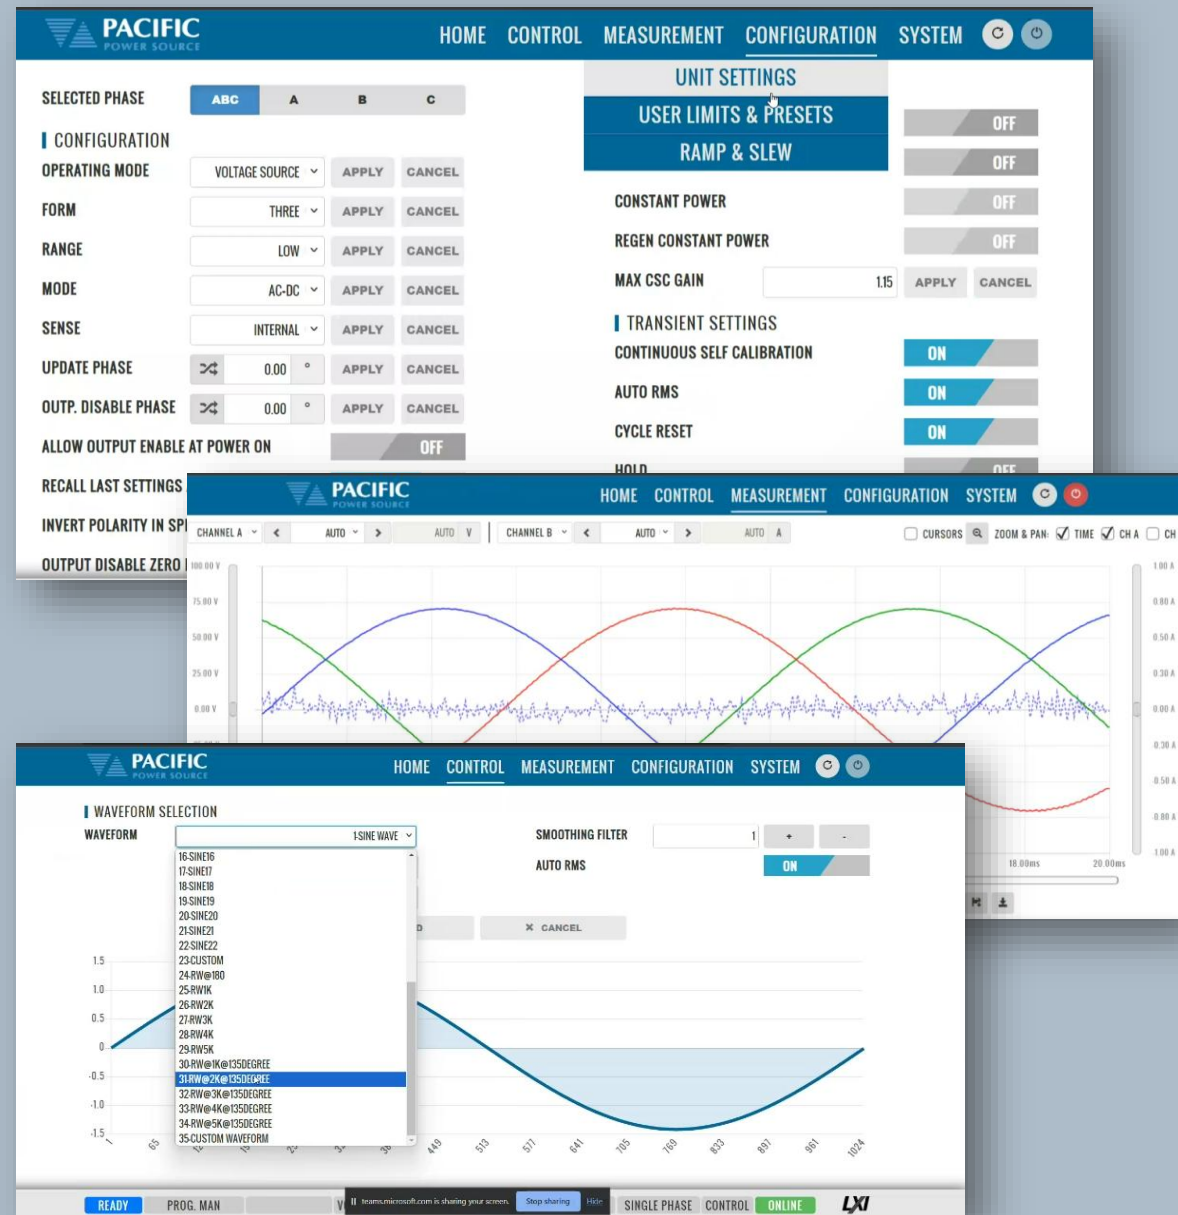 PACIFIC
POWER SOURCE
HOME CONTROL MEASUREMENT CONFIGURATION SYSTEM
UNIT SETTINGS
USER LIMITS & PRESETS
RAMP & SLEW
SELECTED PHASE ABC A B C
CONFIGURATION
OPERATING MODE VOLTAGE SOURCE APPLY CANCEL
FORM THREE APPLY CANCEL
RANGE LOW APPLY CANCEL
MODE AC-DC APPLY CANCEL
SENSE INTERNAL APPLY CANCEL
UPDATE PHASE 0.00 ° APPLY CANCEL
OUTP. DISABLE PHASE 0.00 ° APPLY CANCEL
ALLOW OUTPUT ENABLE AT POWER ON OFF
RECALL LAST SETTINGS
INVERT POLARITY IN
OUTPUT DISABLE ZERO
OFF
OFF
CONSTANT POWER OFF
REGEN CONSTANT POWER OFF
MAX CSC GAIN 1.15 APPLY CANCEL
TRANSIENT SETTINGS
CONTINUOUS SELF CALIBRATION ON
AUTO RMS ON
CYCLE RESET ON
HOLD OFF
PACIFIC
POWER SOURCE
HOME CONTROL MEASUREMENT CONFIGURATION SYSTEM
CHANNEL A < AUTO > AUTO V CHANNEL B < AUTO > AUTO A CURSORS ZOOM & PAN: TIME CH A CH
100.00 V 1.00 A
75.00 V 0.80 A
50.00 V 0.50 A
25.00 V 0.30 A
0.00 V 0.00 A
-0.30 A
-0.50 A
-0.80 A
-1.00 A
18.00ms 20.00ms
PACIFIC
POWER SOURCE
HOME CONTROL MEASUREMENT CONFIGURATION SYSTEM
WAVEFORM SELECTION
WAVEFORM 1-SINE WAVE SMOOTHING FILTER 1 + -
AUTO RMS ON
16-SINE16
17-SINE17
18-SINE18
19-SINE19
20-SINE20
21-SINE21
22-SINE22
23-CUSTOM
24-RW@180
25-RW1K
26-RW2K
27-RW3K
28-RW4K
29-RW5K
30-RW@1K@135DEGREE
31-RW@2K@135DEGREE
32-RW@3K@135DEGREE
33-RW@4K@135DEGREE
34-RW@5K@135DEGREE
35-CUSTOM WAVEFORM
X CANCEL
1.5
1.0
0.5
0
-0.5
-1.0
-1.5
1 65 449 513 577 641 705 769 833 897 961 1024
READY PROG. MAN teams.microsoft.com is sharing your screen. Stop sharing Hide SINGLE PHASE CONTROL ONLINE LXI